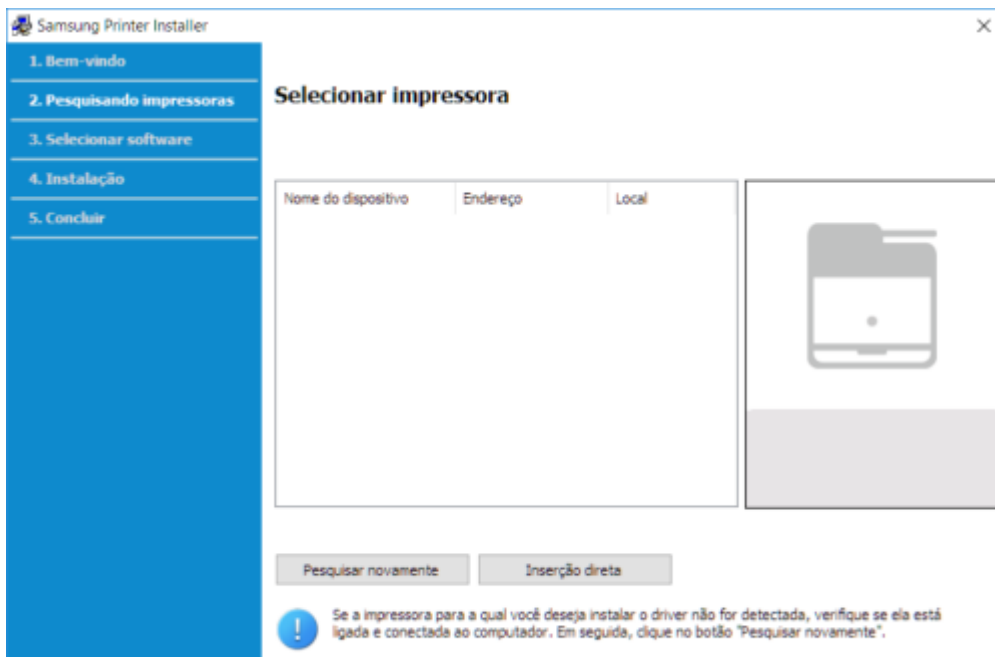 Samsung Printer Installer
1. Bem-vindo
2. Pesquisando impressoras
3. Selecionar software
4. Instalação
5. Concluir
Selecionar impressora
Nome do dispositivo Endereço Local
Pesquisar novamente Inserção direta
Se a impressora para a qual você deseja instalar o driver não for detectada, verifique se ela está
ligada e conectada ao computador. Em seguida, clique no botão "Pesquisar novamente".